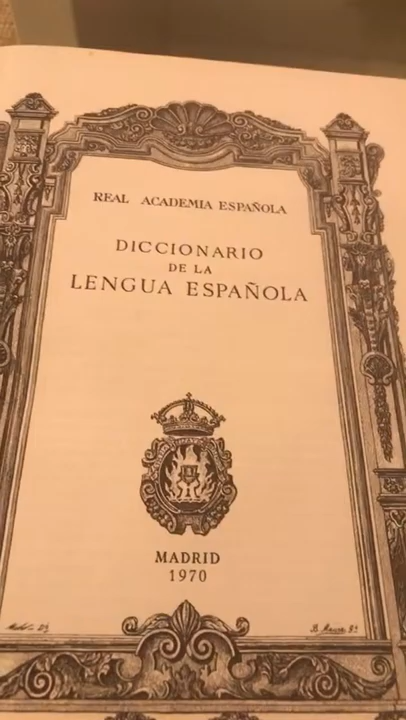 REAL ACADEMIA ESPAÑOLA
DICCIONARIO
DE LA
LENGUA ESPAÑOLA
MADRID
1970